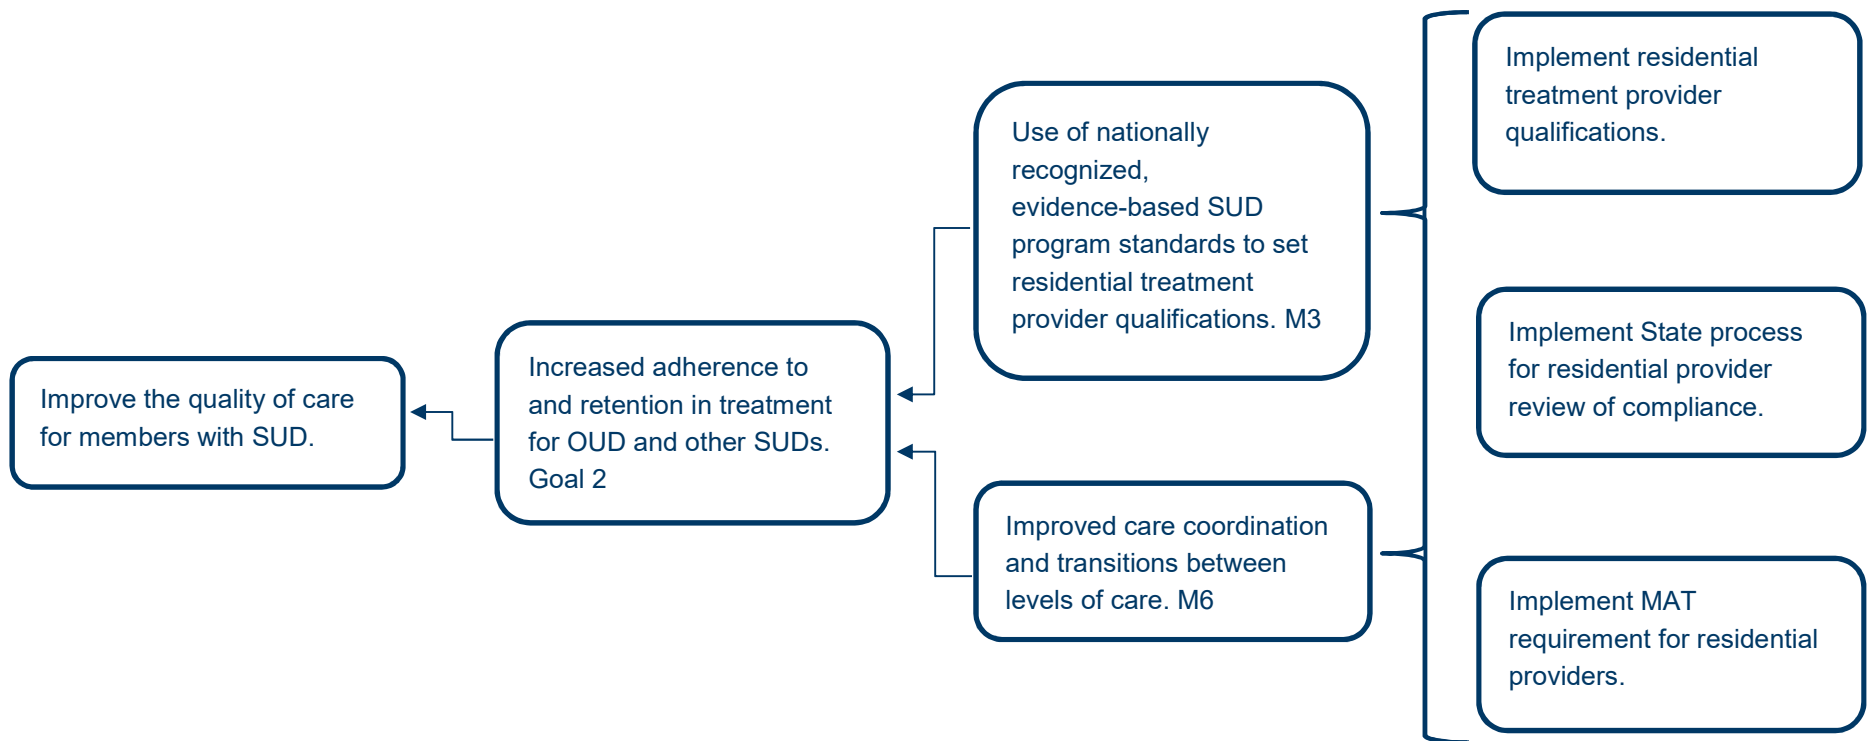 Improve the quality of care
for members with SUD.
Increased adherence to
and retention in treatment
for OUD and other SUDs.
Goal 2
Use of nationally
recognized,
evidence-based SUD
program standards to set
residential treatment
provider qualifications. M3
Improved care coordination
and transitions between
levels of care. M6
Implement residential
treatment provider
qualifications.
Implement State process
for residential provider
review of compliance.
Implement MAT
requirement for residential
providers.